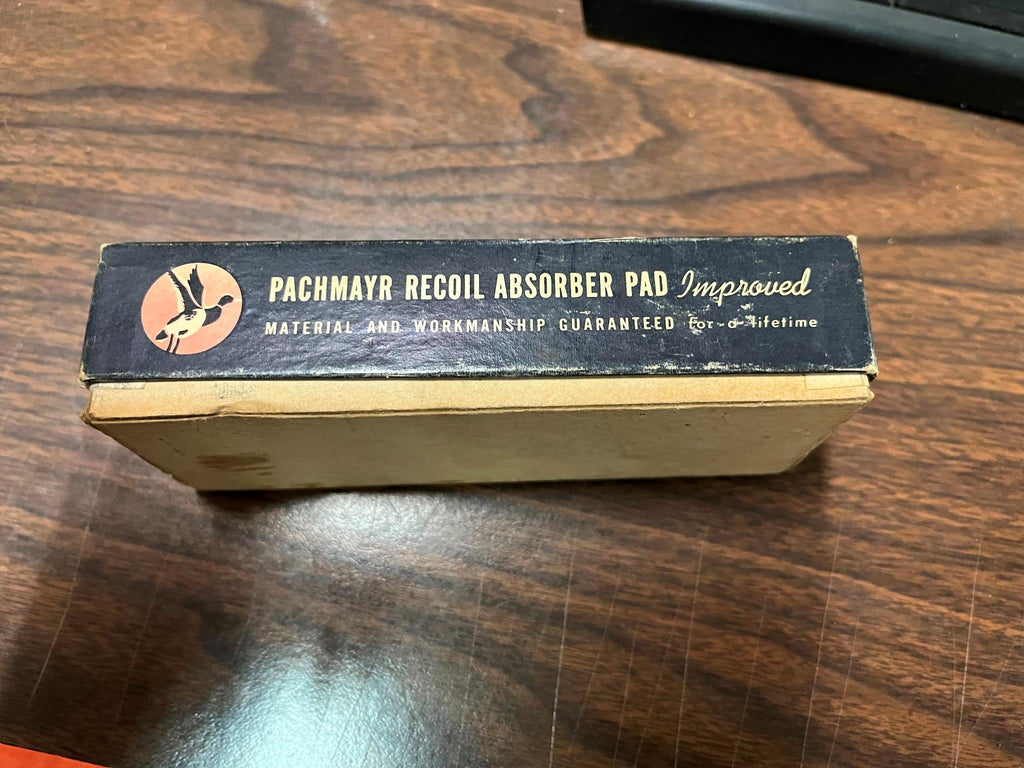 PACHMAYR RECOIL ABSORBER PAD Improved
MATERIAL AND WORKMANSHIP GUARANTEED for-a-lifetime